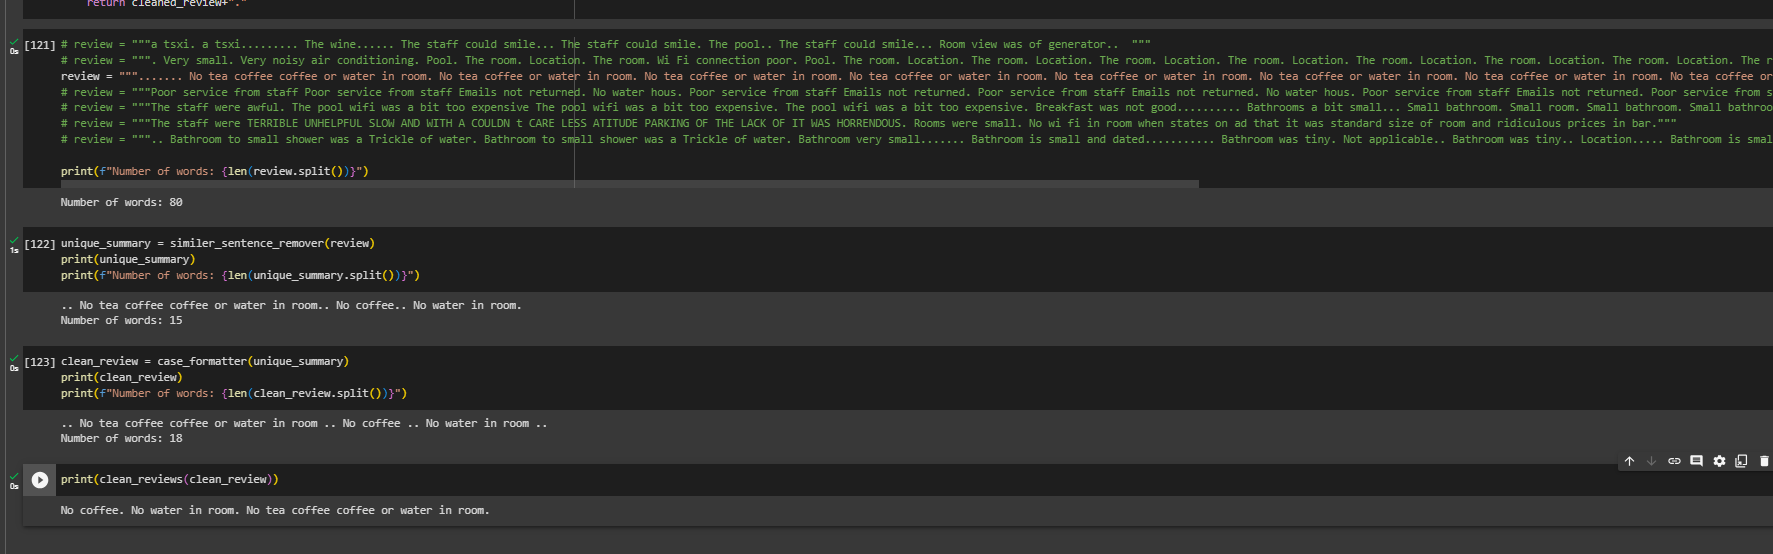 return cleaned_review+"."
[121] # review = """a tsxi. a tsxi......... The wine...... The staff could smile... The staff could smile. The pool.. The staff could smile... Room view was of generator..  """
# review = """. Very small. Very noisy air conditioning. Pool. The room. Location. The room. Wi Fi connection poor. Pool. The room. Location. The room. Location. The room. Location. The room. Location. The room. Location. The room. Location. The room. Location. The r
review = """....... No tea coffee coffee or water in room. No tea coffee or water in room. No tea coffee or water in room. No tea coffee or water in room. No tea coffee or water in room. No tea coffee or water in room. No tea coffee or water in room. No tea coffee or
# review = """Poor service from staff Poor service from staff Emails not returned. No water hous. Poor service from staff Emails not returned. Poor service from staff Emails not returned. No water hous. Poor service from staff Emails not returned. Poor service from s
# review = """The staff were awful. The pool wifi was a bit too expensive The pool wifi was a bit too expensive. The pool wifi was a bit too expensive. Breakfast was not good.......... Bathrooms a bit small... Small bathroom. Small room. Small bathroom. Small bathroo
# review = """The staff were TERRIBLE UNHELPFUL SLOW AND WITH A COULDN t CARE LESS ATITUDE PARKING OF THE LACK OF IT WAS HORRENDOUS. Rooms were small. No wi fi in room when states on ad that it was standard size of room and ridiculous prices in bar."""
# review = """.. Bathroom to small shower was a Trickle of water. Bathroom to small shower was a Trickle of water. Bathroom very small....... Bathroom is small and dated........... Bathroom was tiny. Not applicable.. Bathroom was tiny.. Location..... Bathroom is smal
0s
print(f"Number of words: {len(review.split())}")
Number of words: 80
[122] unique_summary = similer_sentence_remover(review)
1s
print(unique_summary)
print(f"Number of words: {len(unique_summary.split())}")
.. No tea coffee coffee or water in room.. No coffee.. No water in room.
Number of words: 15
[123] clean_review = case_formatter(unique_summary)
0s
print(clean_review)
print(f"Number of words: {len(clean_review.split())}")
.. No tea coffee coffee or water in room .. No coffee .. No water in room ..
Number of words: 18
print(clean_reviews(clean_review))
0s
No coffee. No water in room. No tea coffee coffee or water in room.